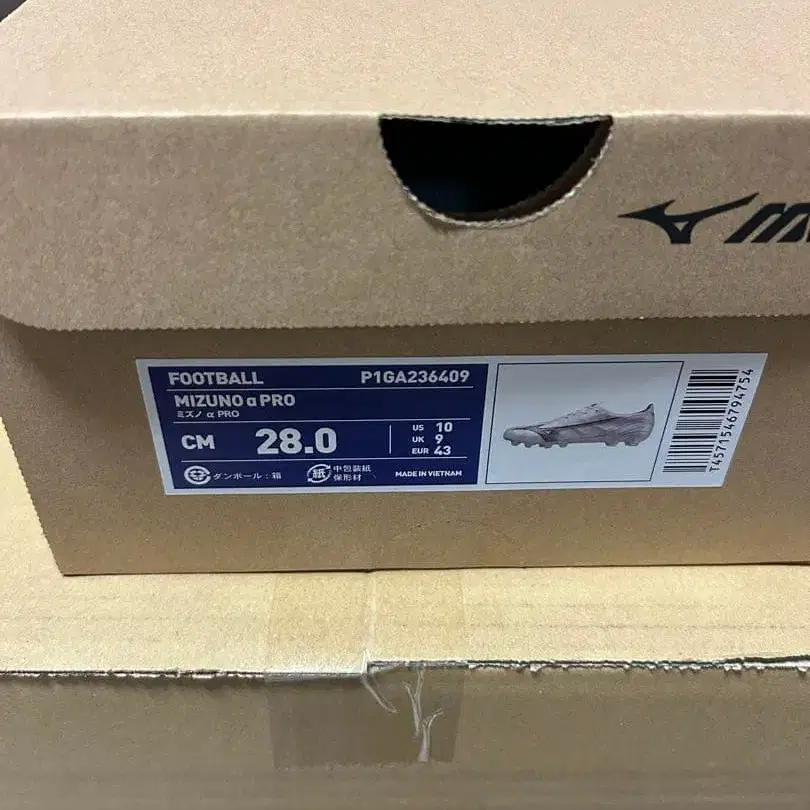 FOOTBALL P1GA236409
MIZUNO α PRO
ミズノ α PRO
CM 28.0
US 10
UK 9
EUR 43
ダンボール：箱
紙 中包装紙
保形材
MADE IN VIETNAM
T4571546794754